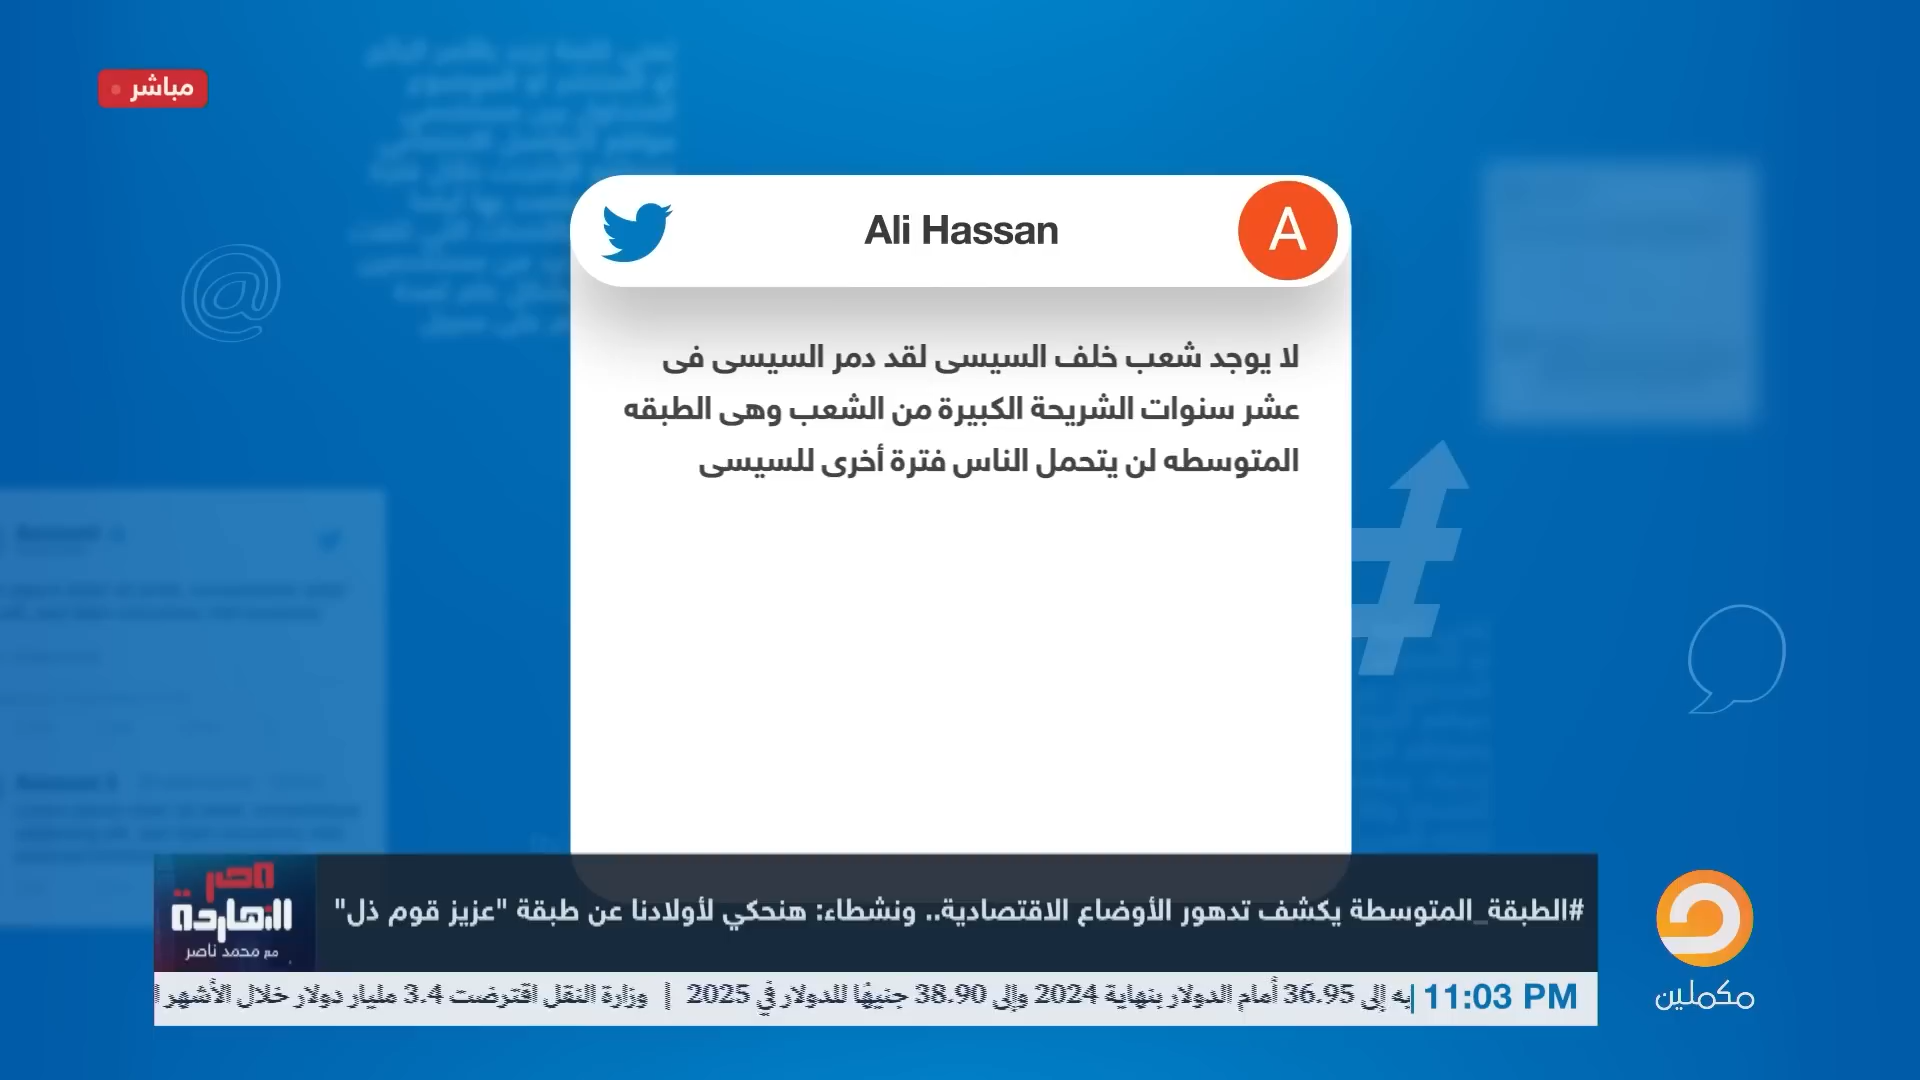 مباشر
Ali Hassan
A
لا يوجد شعب خلف السيسى لقد دمر السيسى فى
عشر سنوات الشريحة الكبيرة من الشعب وهى الطبقه
المتوسطه لن يتحمل الناس فترة أخرى للسيسى
مصر
النهاردة
مع محمد ناصر
#الطبقة_المتوسطة يكشف تدهور الأوضاع الاقتصادية.. ونشطاء: هنحكي لأولادنا عن طبقة "عزيز قوم ذل"
11:03 PM
يه إلى 36.95 أمام الدولار بنهاية 2024 وإلى 38.90 جنيهًا للدولار في 2025 | وزارة النقل اقترضت 3.4 مليار دولار خلال الأشهر ا
مكملين